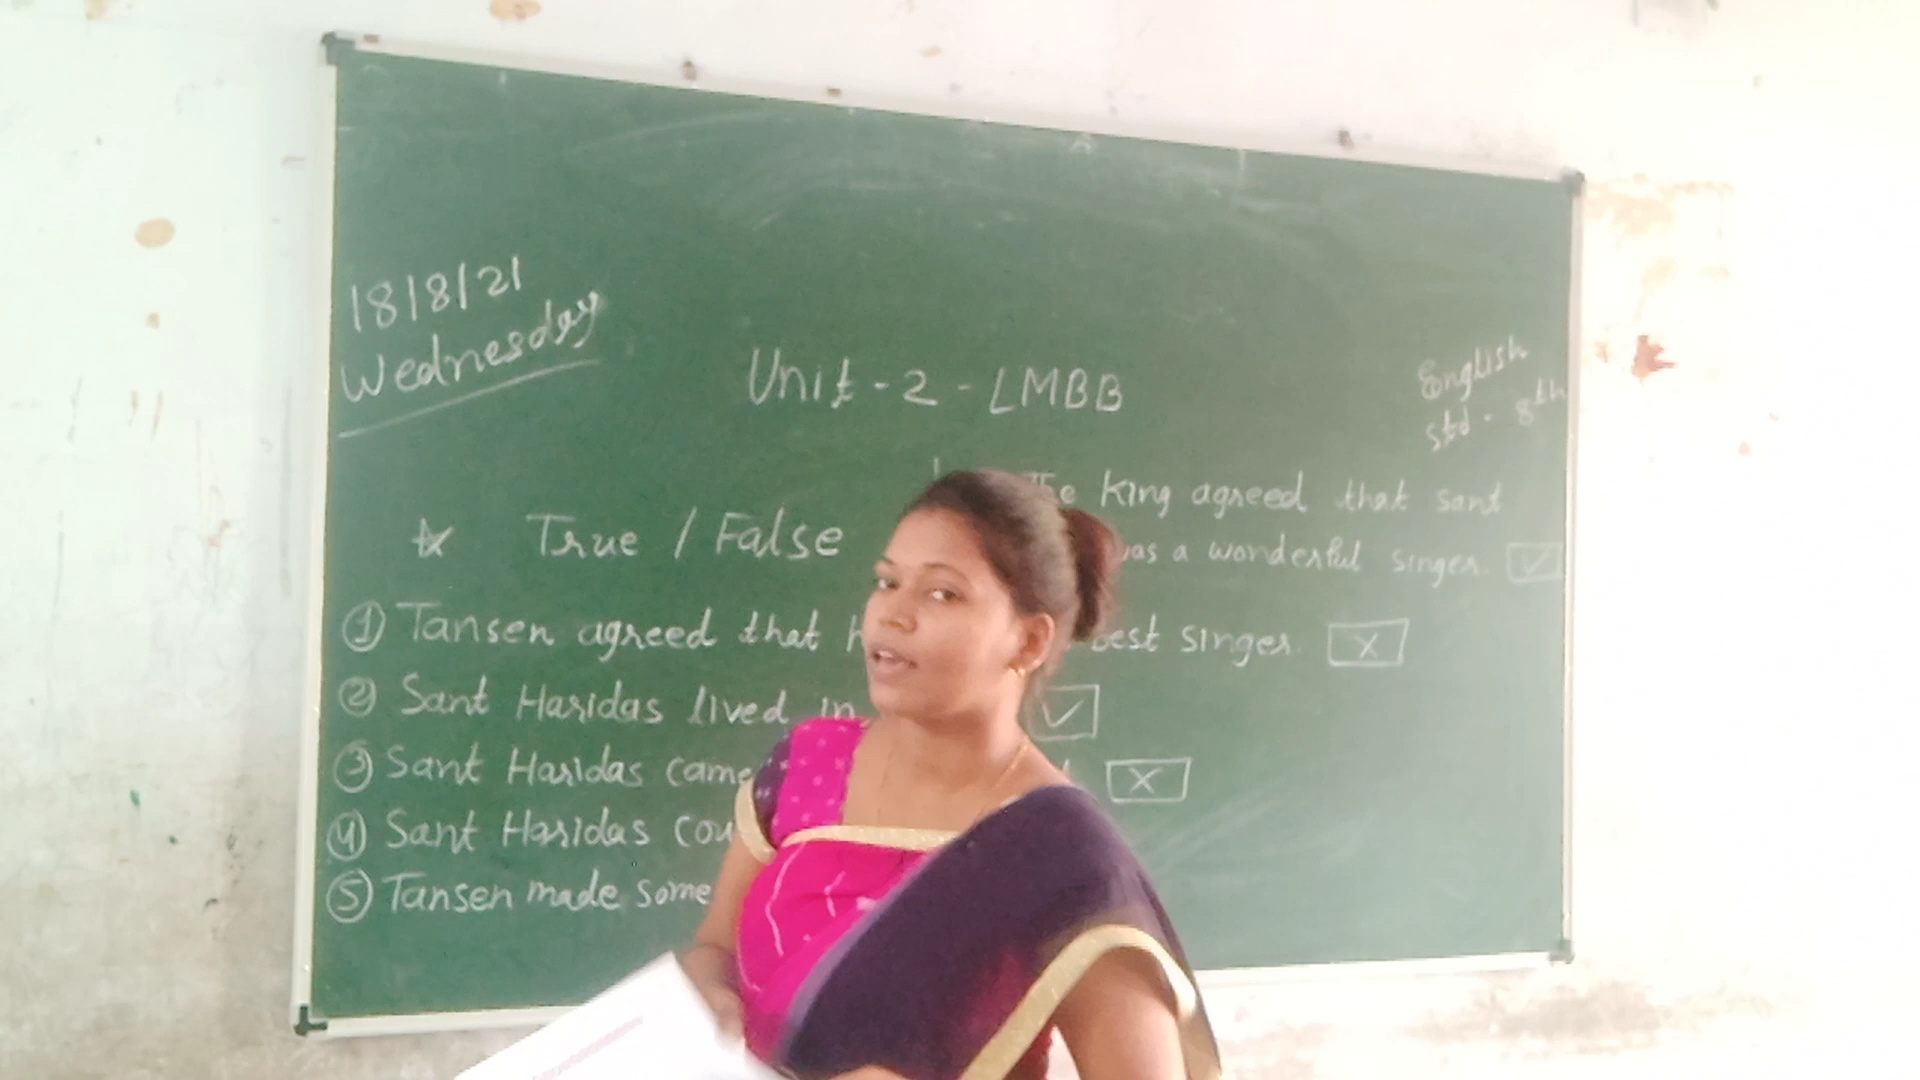 18/8/21
Wednesday
Unit - 2 - LMBB
English
Std - 8th
The King agreed that Sant
was a wonderful singer. ✓
☆ True / False
① Tansen agreed that best singer. X
② Sant Haridas lived in ✓
③ Sant Haridas came X
④ Sant Haridas
⑤ Tansen made some